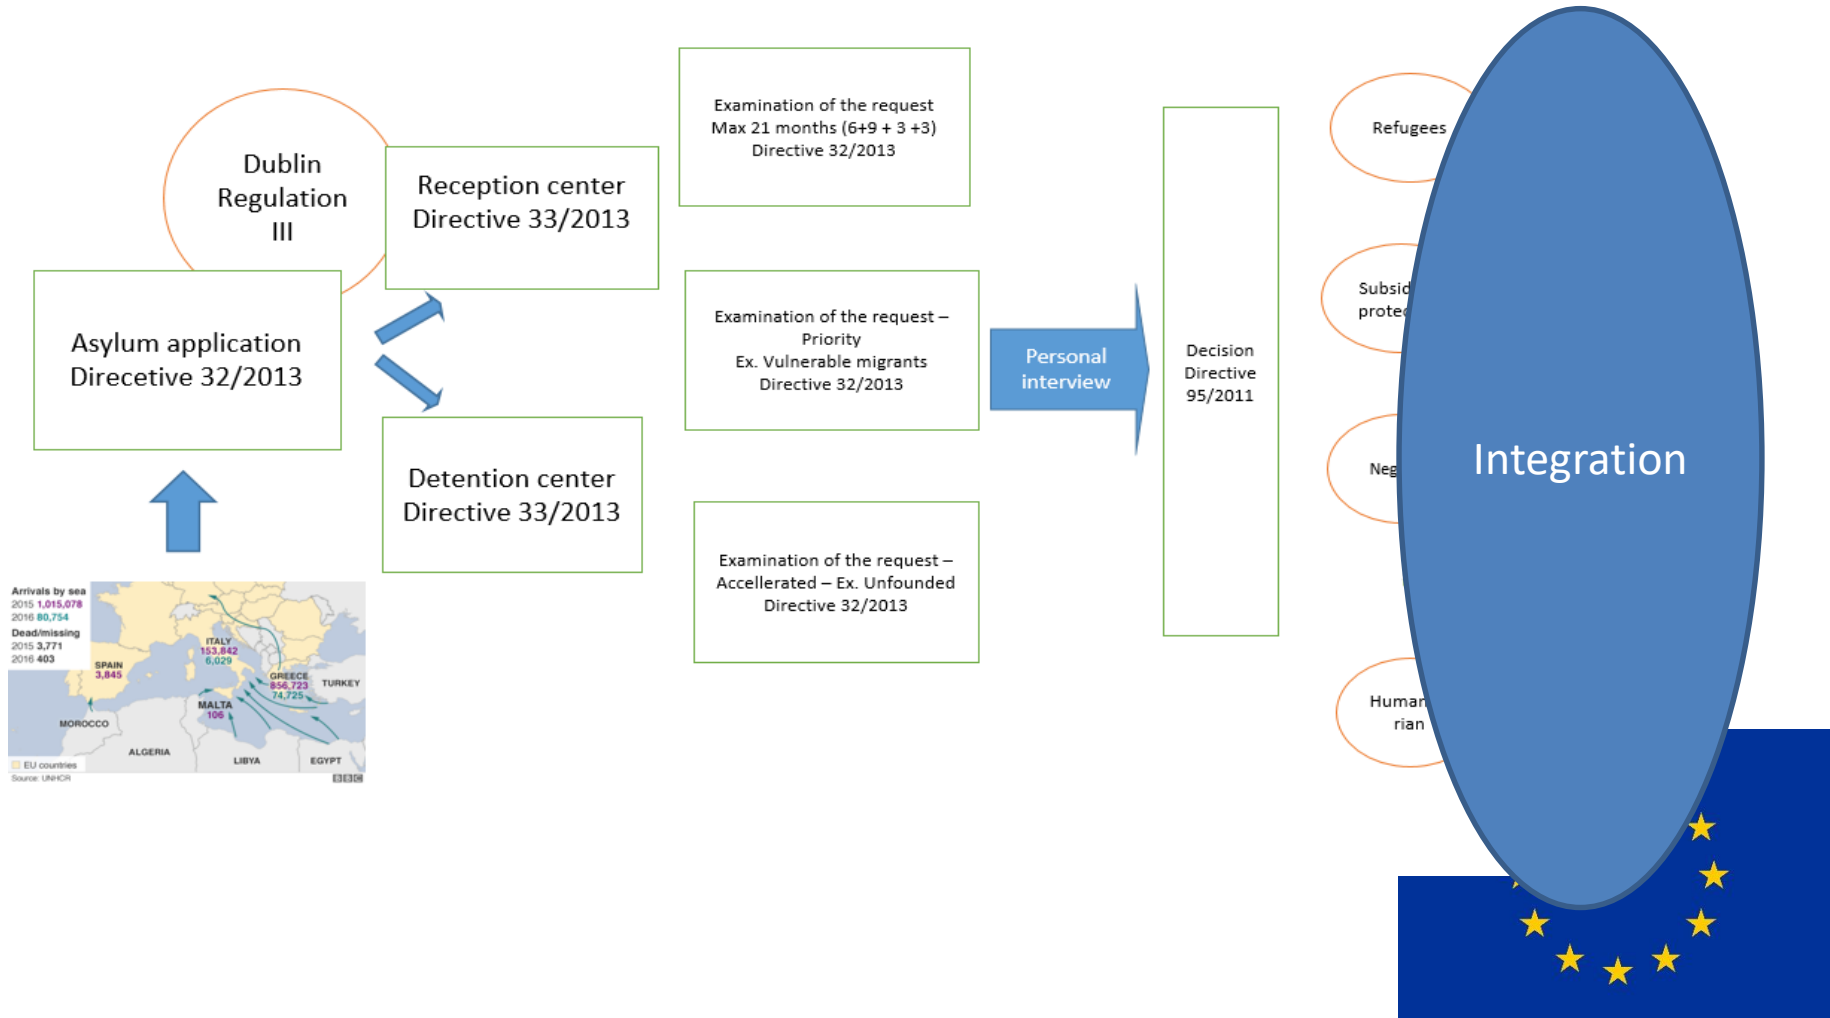 Dublin
Regulation
III
Asylum application
Direcetive 32/2013
Reception center
Directive 33/2013
Detention center
Directive 33/2013
Examination of the request
Max 21 months (6+9 + 3 +3)
Directive 32/2013
Examination of the request –
Priority
Ex. Vulnerable migrants
Directive 32/2013
Examination of the request –
Accellerated – Ex. Unfounded
Directive 32/2013
Personal
interview
Decision
Directive
95/2011
Refugees
Subsid
protec
Neg
Human
rian
Integration
Arrivals by sea
2015 1,015,078
2016 80,754
Dead/missing
2015 3,771
2016 403
ITALY
153,842
6,029
SPAIN
3,845
GREECE
856,723
74,725
TURKEY
MALTA
106
MOROCCO
ALGERIA
LIBYA
EGYPT
EU countries
Source: UNHCR
BBC